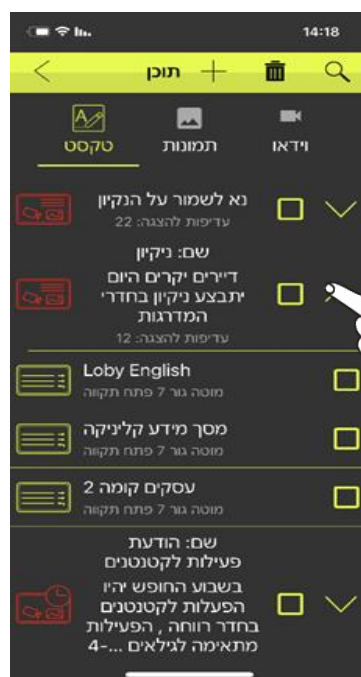 14:18
תוכן
טקסט
תמונות
וידאו
נא לשמור על הנקיון
עדיפות להצגה: 22
שם: ניקיון
דיירים יקרים היום
יתבצע ניקיון בחדרי
המדרגות
עדיפות להצגה: 12
Loby English
מוטה גור 7 פתח תקווה
מסך מידע קליניקה
מוטה גור 7 פתח תקווה
עסקים קומה 2
מוטה גור 7 פתח תקווה
שם: הודעת
פעילות לקטנטנים
בשבוע החופש יהיו
הפעלות לקטנטנים
בחדר רווחה , הפעילות
מתאימה לגילאים ...-4